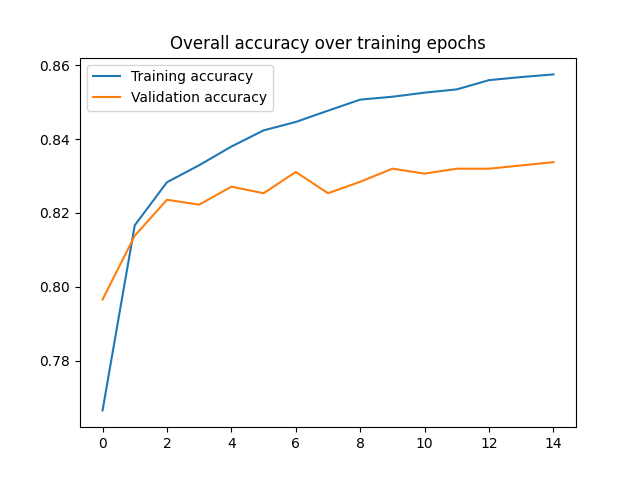 Overall accuracy over training epochs
Training accuracy
Validation accuracy
0.86
0.84
0.82
0.80
0.78
0 2 4 6 8 10 12 14